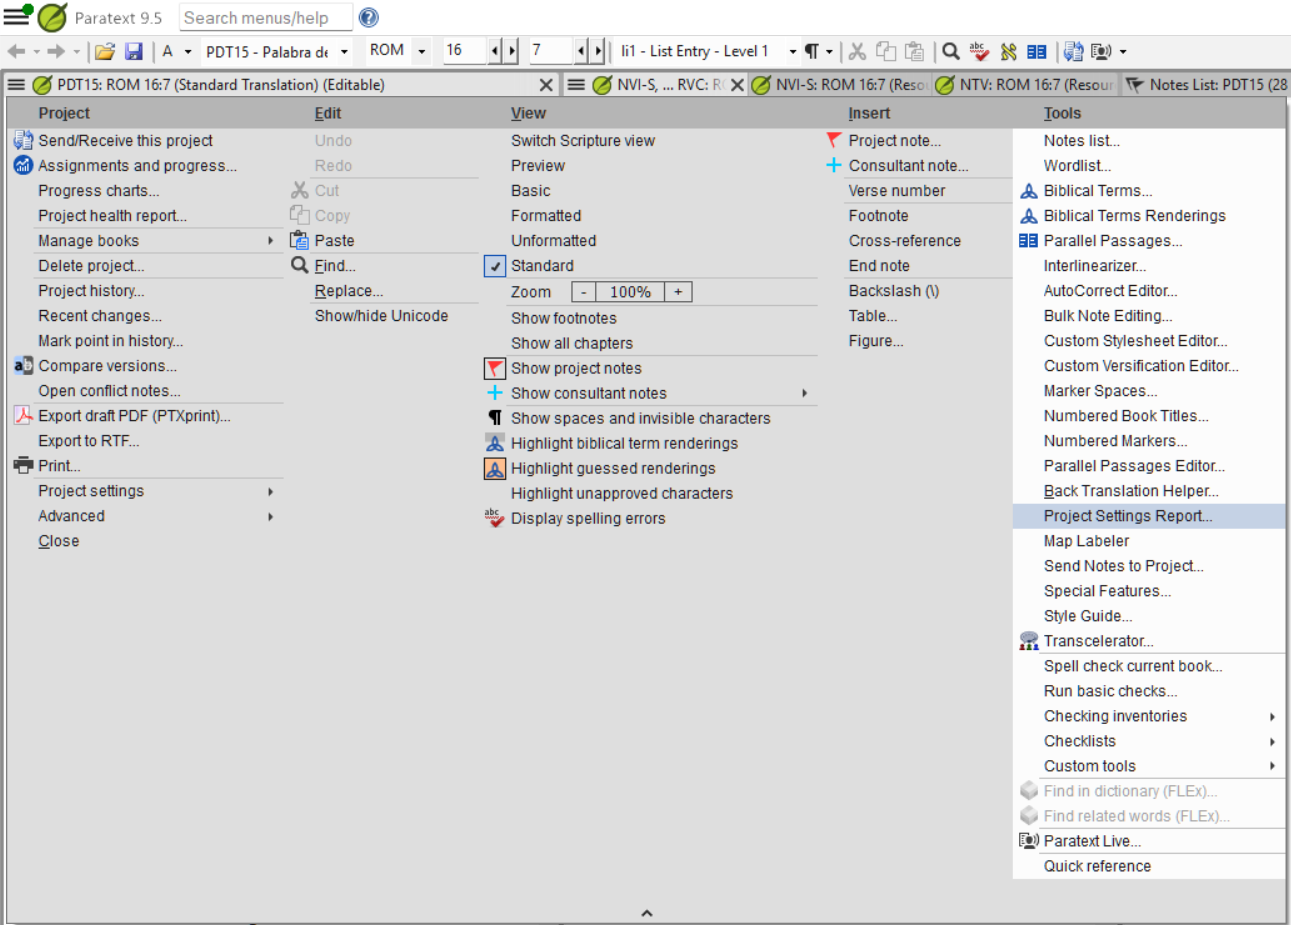 Paratext 9.5 Search menus/help
A PDT15 - Palabra de ROM 16 7 li1 - List Entry - Level 1 ¶ abc
PDT15: ROM 16:7 (Standard Translation) (Editable)
NVI-S, ... RVC: R
NVI-S: ROM 16:7 (Reso
NTV: ROM 16:7 (Resour
Notes List: PDT15 (28
Project
Send/Receive this project
Assignments and progress...
Progress charts...
Project health report...
Manage books
Delete project...
Project history...
Recent changes...
Mark point in history...
Compare versions...
Open conflict notes...
Export draft PDF (PTXprint)...
Export to RTF...
Print...
Project settings
Advanced
Close
Edit
Undo
Redo
Cut
Copy
Paste
Find...
Replace...
Show/hide Unicode
View
Switch Scripture view
Preview
Basic
Formatted
Unformatted
Standard
Zoom - 100% +
Show footnotes
Show all chapters
Show project notes
Show consultant notes
¶ Show spaces and invisible characters
Highlight biblical term renderings
Highlight guessed renderings
Highlight unapproved characters
abc Display spelling errors
Insert
Project note...
Consultant note...
Verse number
Footnote
Cross-reference
End note
Backslash (\)
Table...
Figure...
Tools
Notes list...
Wordlist...
Biblical Terms...
Biblical Terms Renderings
Parallel Passages...
Interlinearizer...
AutoCorrect Editor...
Bulk Note Editing...
Custom Stylesheet Editor...
Custom Versification Editor...
Marker Spaces...
Numbered Book Titles...
Numbered Markers...
Parallel Passages Editor...
Back Translation Helper...
Project Settings Report...
Map Labeler
Send Notes to Project...
Special Features...
Style Guide...
Transcelerator...
Spell check current book...
Run basic checks...
Checking inventories
Checklists
Custom tools
Find in dictionary (FLEx)...
Find related words (FLEx)...
Paratext Live...
Quick reference